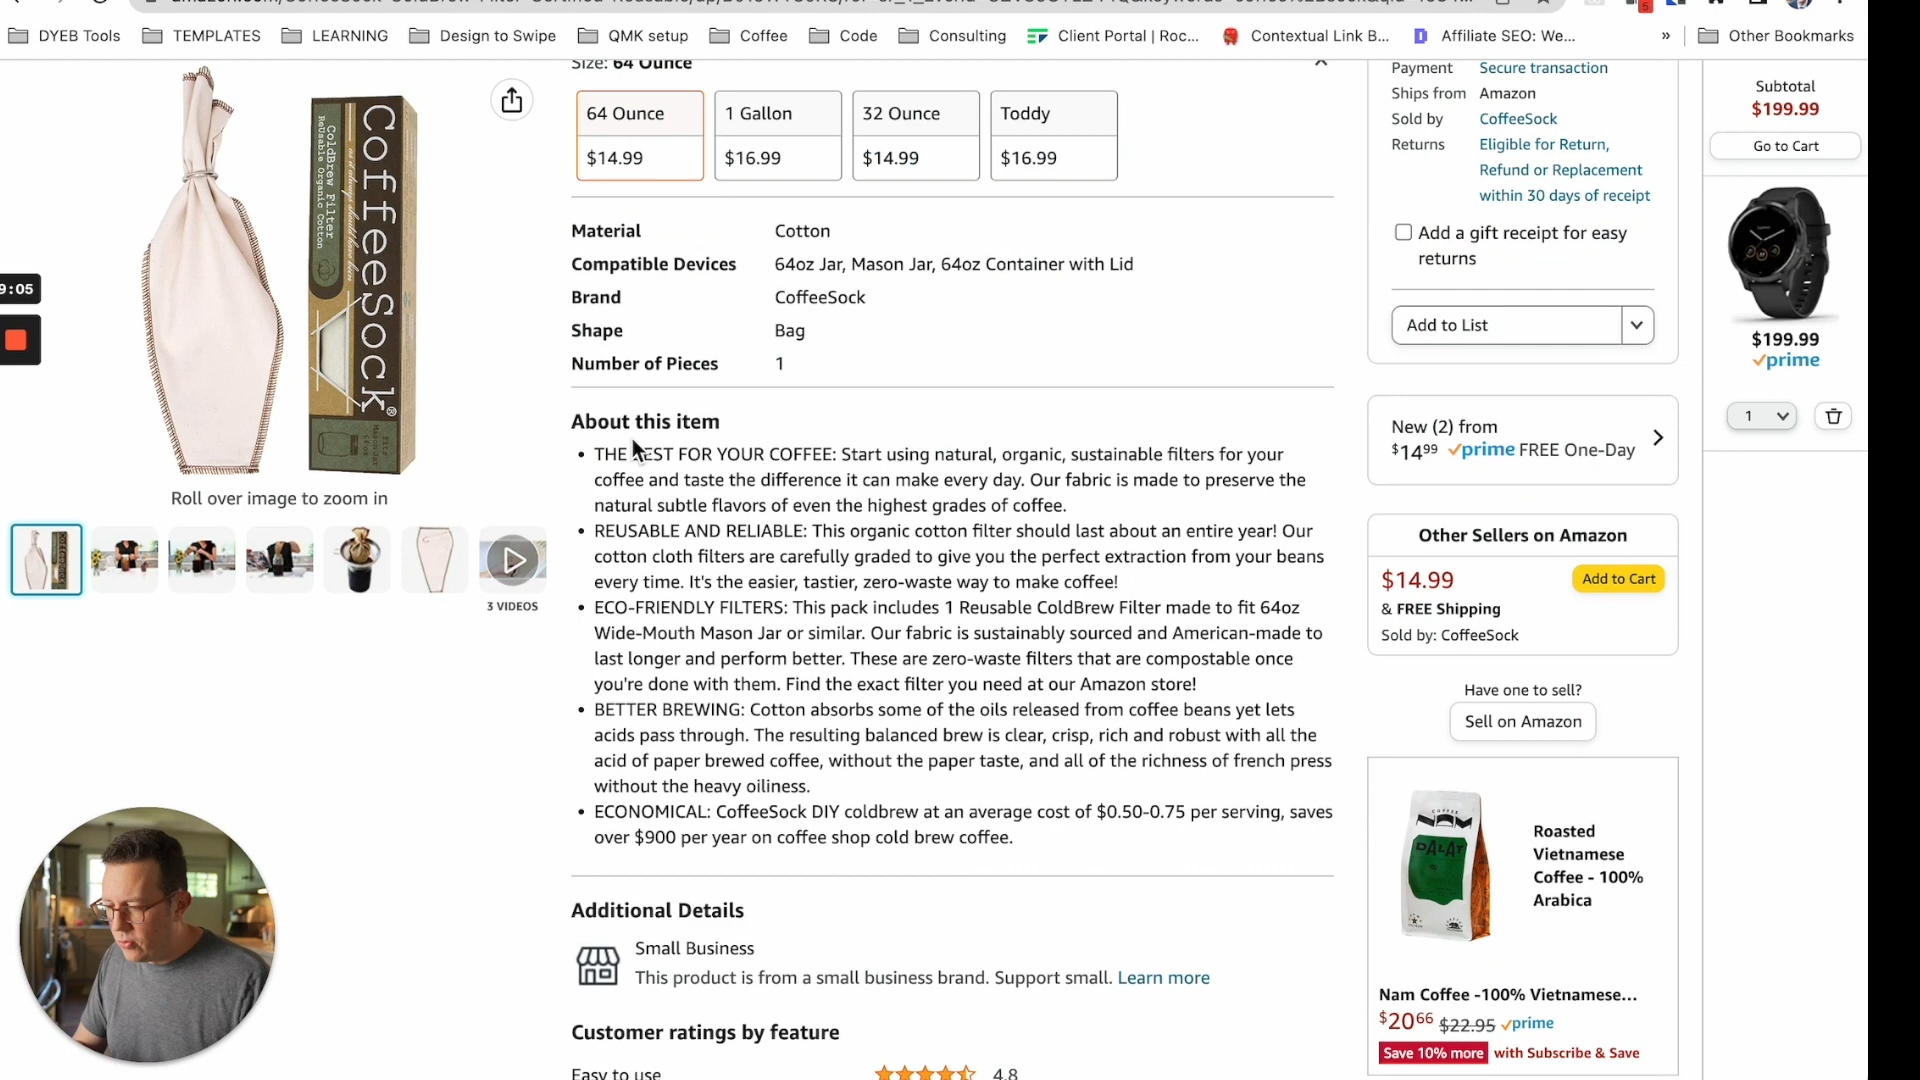 DYEB Tools
TEMPLATES
LEARNING
Design to Swipe
QMK setup
Coffee
Code
Consulting
Client Portal | Roc...
Contextual Link B...
Affiliate SEO: We...
»
Other Bookmarks
5
9:05
CoffeeSock®
ColdBrew Filter
Reusable Organic Cotton
Roll over image to zoom in
3 VIDEOS
Size: 64 Ounce
64 Ounce
$14.99
1 Gallon
$16.99
32 Ounce
$14.99
Toddy
$16.99
Material Cotton
Compatible Devices 64oz Jar, Mason Jar, 64oz Container with Lid
Brand CoffeeSock
Shape Bag
Number of Pieces 1
About this item
• THE BEST FOR YOUR COFFEE: Start using natural, organic, sustainable filters for your
coffee and taste the difference it can make every day. Our fabric is made to preserve the
natural subtle flavors of even the highest grades of coffee.
• REUSABLE AND RELIABLE: This organic cotton filter should last about an entire year! Our
cotton cloth filters are carefully graded to give you the perfect extraction from your beans
every time. It's the easier, tastier, zero-waste way to make coffee!
• ECO-FRIENDLY FILTERS: This pack includes 1 Reusable ColdBrew Filter made to fit 64oz
Wide-Mouth Mason Jar or similar. Our fabric is sustainably sourced and American-made to
last longer and perform better. These are zero-waste filters that are compostable once
you're done with them. Find the exact filter you need at our Amazon store!
• BETTER BREWING: Cotton absorbs some of the oils released from coffee beans yet lets
acids pass through. The resulting balanced brew is clear, crisp, rich and robust with all the
acid of paper brewed coffee, without the paper taste, and all of the richness of french press
without the heavy oiliness.
• ECONOMICAL: CoffeeSock DIY coldbrew at an average cost of $0.50-0.75 per serving, saves
over $900 per year on coffee shop cold brew coffee.
Additional Details
Small Business
This product is from a small business brand. Support small. Learn more
Customer ratings by feature
Easy to use 4.8
Payment Secure transaction
Ships from Amazon
Sold by CoffeeSock
Returns Eligible for Return,
Refund or Replacement
within 30 days of receipt
Add a gift receipt for easy
returns
Add to List
New (2) from
$14⁹⁹ prime FREE One-Day
Other Sellers on Amazon
$14.99
Add to Cart
& FREE Shipping
Sold by: CoffeeSock
Have one to sell?
Sell on Amazon
COFFEE
NAM
DALAT
Roasted
Vietnamese
Coffee - 100%
Arabica
Nam Coffee -100% Vietnamese...
$20⁶⁶ $22.95 prime
Save 10% more with Subscribe & Save
Subtotal
$199.99
Go to Cart
$199.99
prime
1